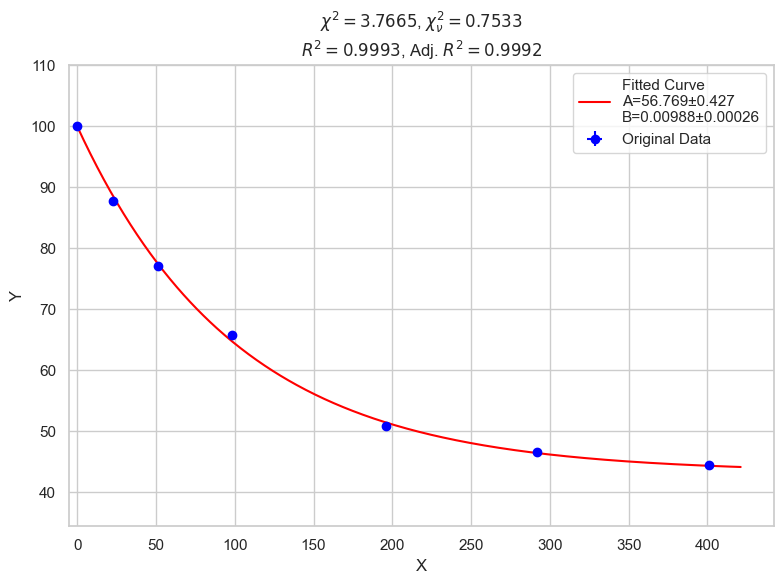 χ² = 3.7665, χ²ᵥ = 0.7533
R² = 0.9993, Adj. R² = 0.9992
110
100
90
80
70
60
50
40
Y
0 50 100 150 200 250 300 350 400
X
Fitted Curve
A=56.769±0.427
B=0.00988±0.00026
Original Data